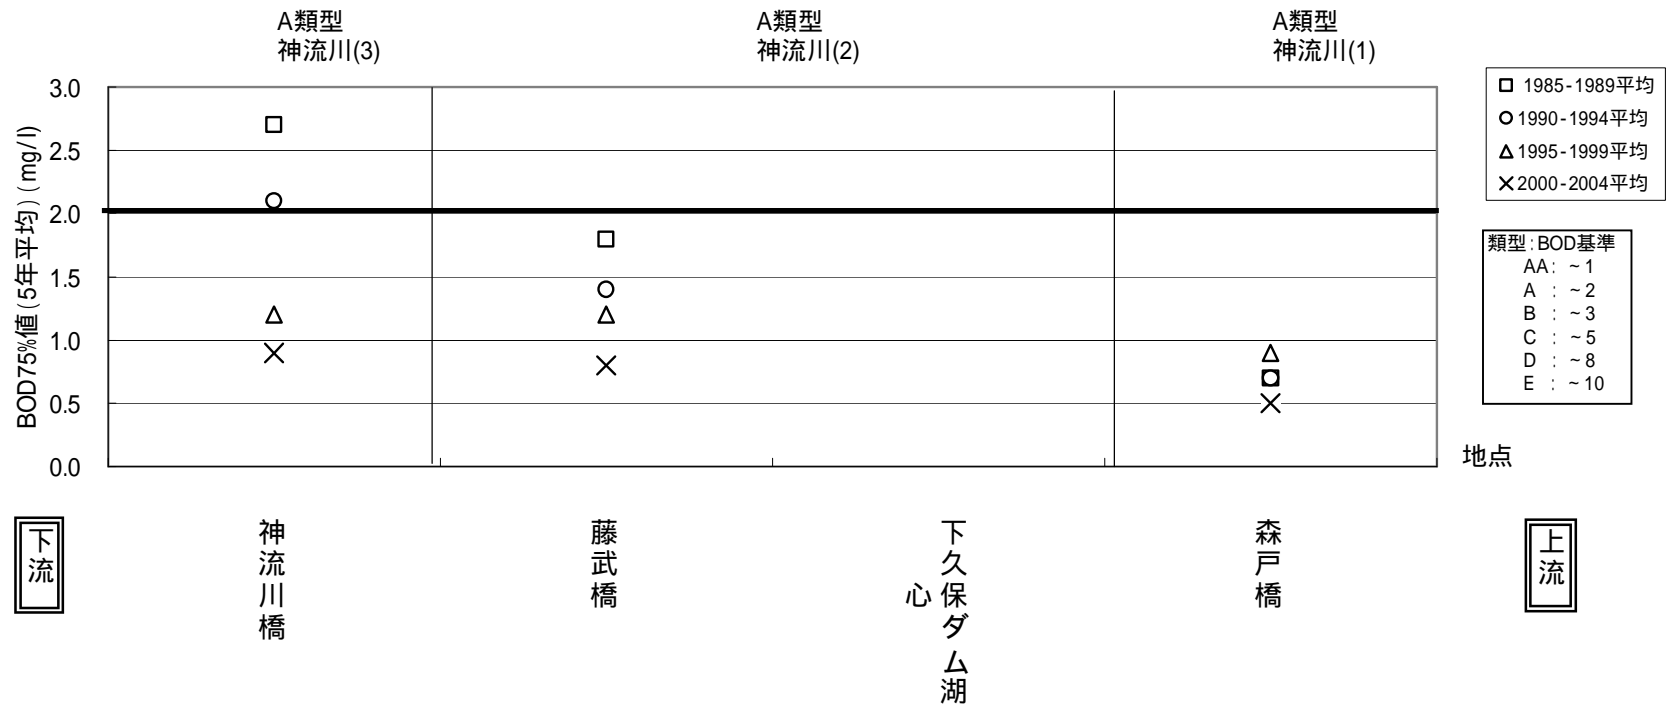 A類型
神流川(3)
A類型
神流川(2)
A類型
神流川(1)
BOD75%値(5年平均)(mg/l)
3.0
2.5
2.0
1.5
1.0
0.5
0.0
1985-1989平均
1990-1994平均
1995-1999平均
2000-2004平均
類型:BOD基準
AA: ~1
A : ~2
B : ~3
C : ~5
D : ~8
E : ~10
地点
下流
神流川橋
藤武橋
下久保ダム湖
心
森戸橋
上流